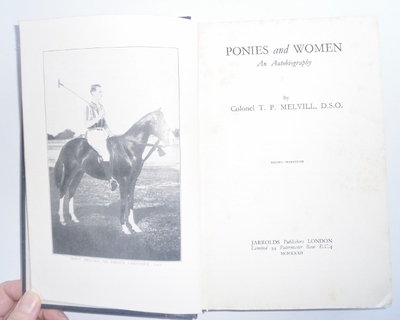 PONIES and WOMEN
An Autobiography
by
Colonel T. P. MELVILL, D.S.O.
JARROLDS Publishers LONDON
Limited 34 Paternoster Row E.C.4